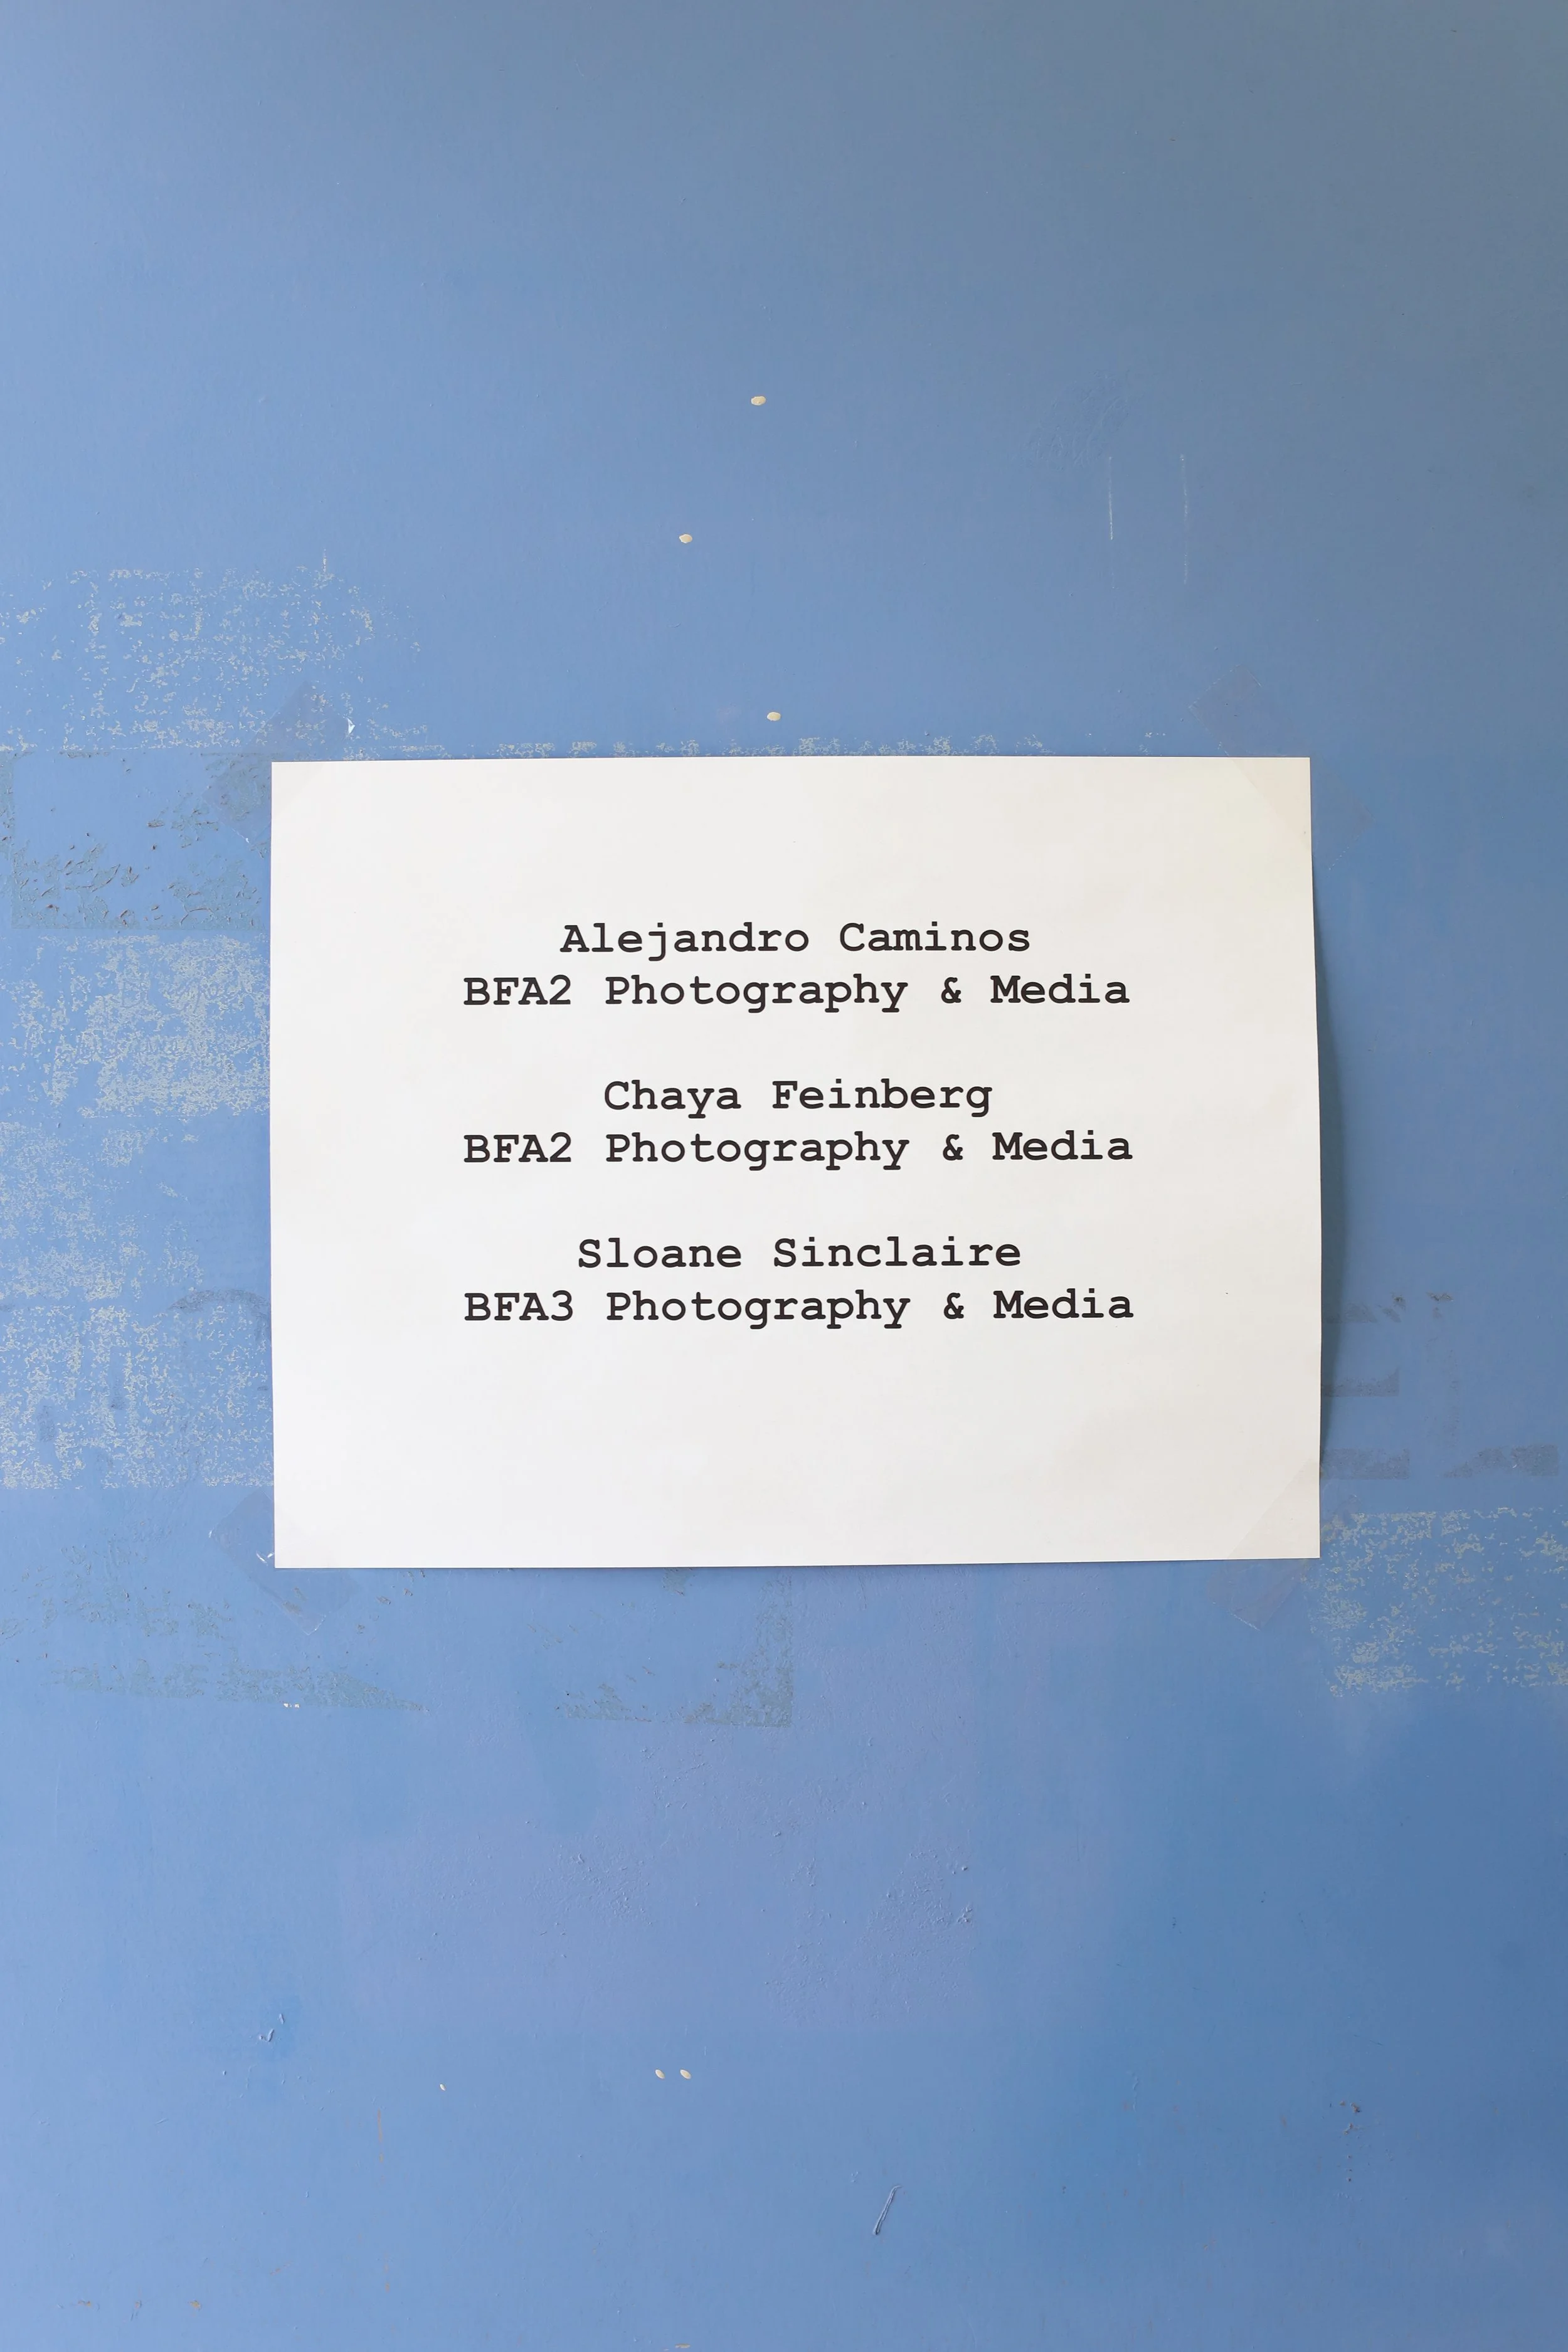 Alejandro Caminos
BFA2 Photography & Media
Chaya Feinberg
BFA2 Photography & Media
Sloane Sinclaire
BFA3 Photography & Media